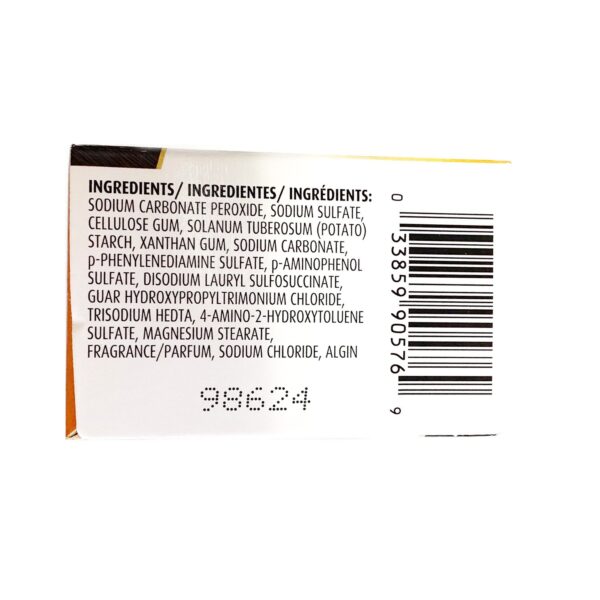 INGREDIENTS/ INGREDIENTES/ INGRÉDIENTS:
SODIUM CARBONATE PEROXIDE, SODIUM SULFATE,
CELLULOSE GUM, SOLANUM TUBEROSUM (POTATO)
STARCH, XANTHAN GUM, SODIUM CARBONATE,
p-PHENYLENEDIAMINE SULFATE, p-AMINOPHENOL
SULFATE, DISODIUM LAURYL SULFOSUCCINATE,
GUAR HYDROXYPROPYLTRIMONIUM CHLORIDE,
TRISODIUM HEDTA, 4-AMINO-2-HYDROXYTOLUENE
SULFATE, MAGNESIUM STEARATE,
FRAGRANCE/PARFUM, SODIUM CHLORIDE, ALGIN
98624
0 33859 90576 9